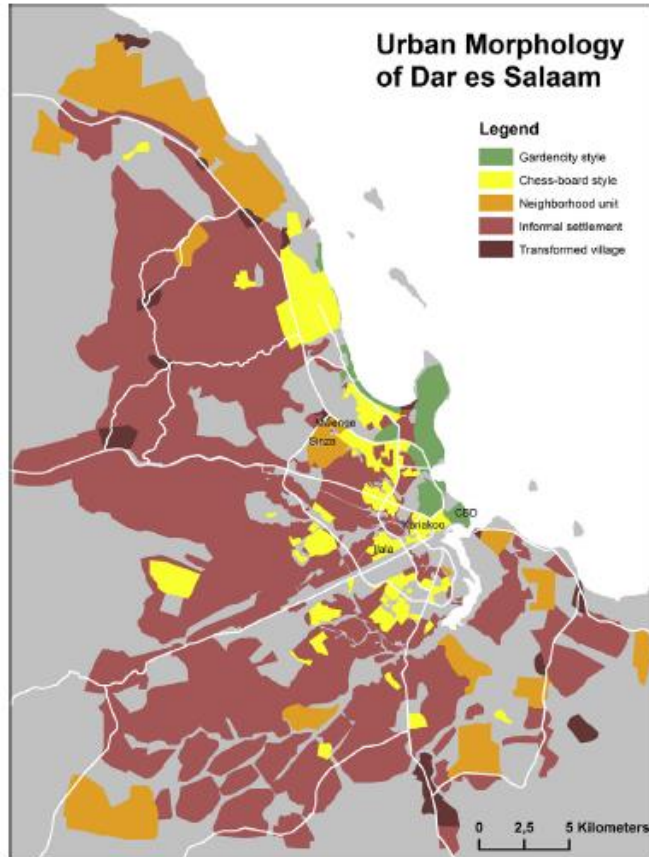 Urban Morphology
of Dar es Salaam
Legend
Gardencity style
Chess-board style
Neighborhood unit
Informal settlement
Transformed village
Mwenge
Sinza
CBD
Kariakoo
Ilala
0 2,5 5 Kilometers